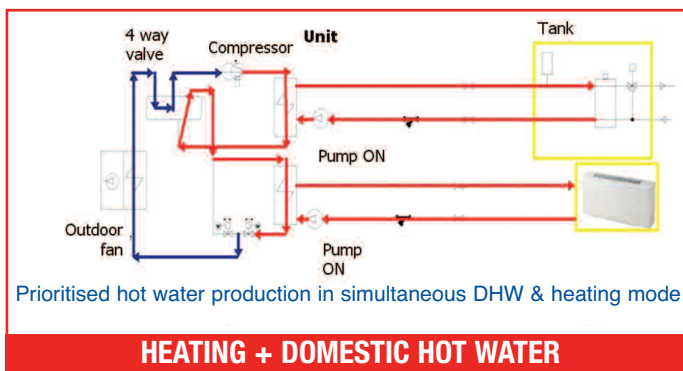 4 way
valve
Compressor
Unit
Tank
Pump ON
Outdoor
fan
Pump
ON
Prioritised hot water production in simultaneous DHW & heating mode
HEATING + DOMESTIC HOT WATER